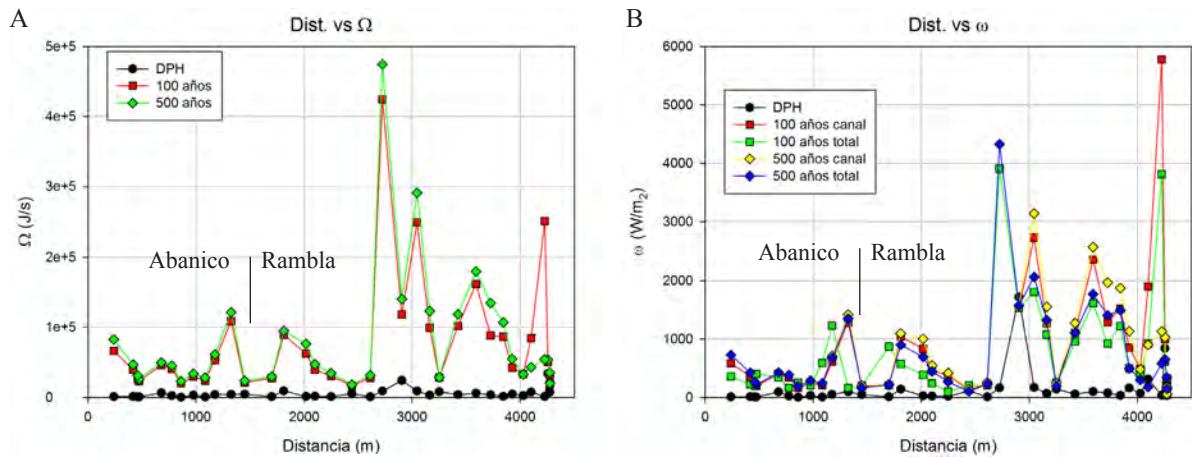 A
Dist. vs Ω
5e+5
4e+5
3e+5
2e+5
1e+5
0
Ω (J/s)
DPH
100 años
500 años
Abanico
Rambla
0
1000
2000
3000
4000
Distancia (m)
B
Dist. vs ω
6000
5000
4000
3000
2000
1000
0
ω (W/m2)
DPH
100 años canal
100 años total
500 años canal
500 años total
Abanico
Rambla
0
1000
2000
3000
4000
Distancia (m)